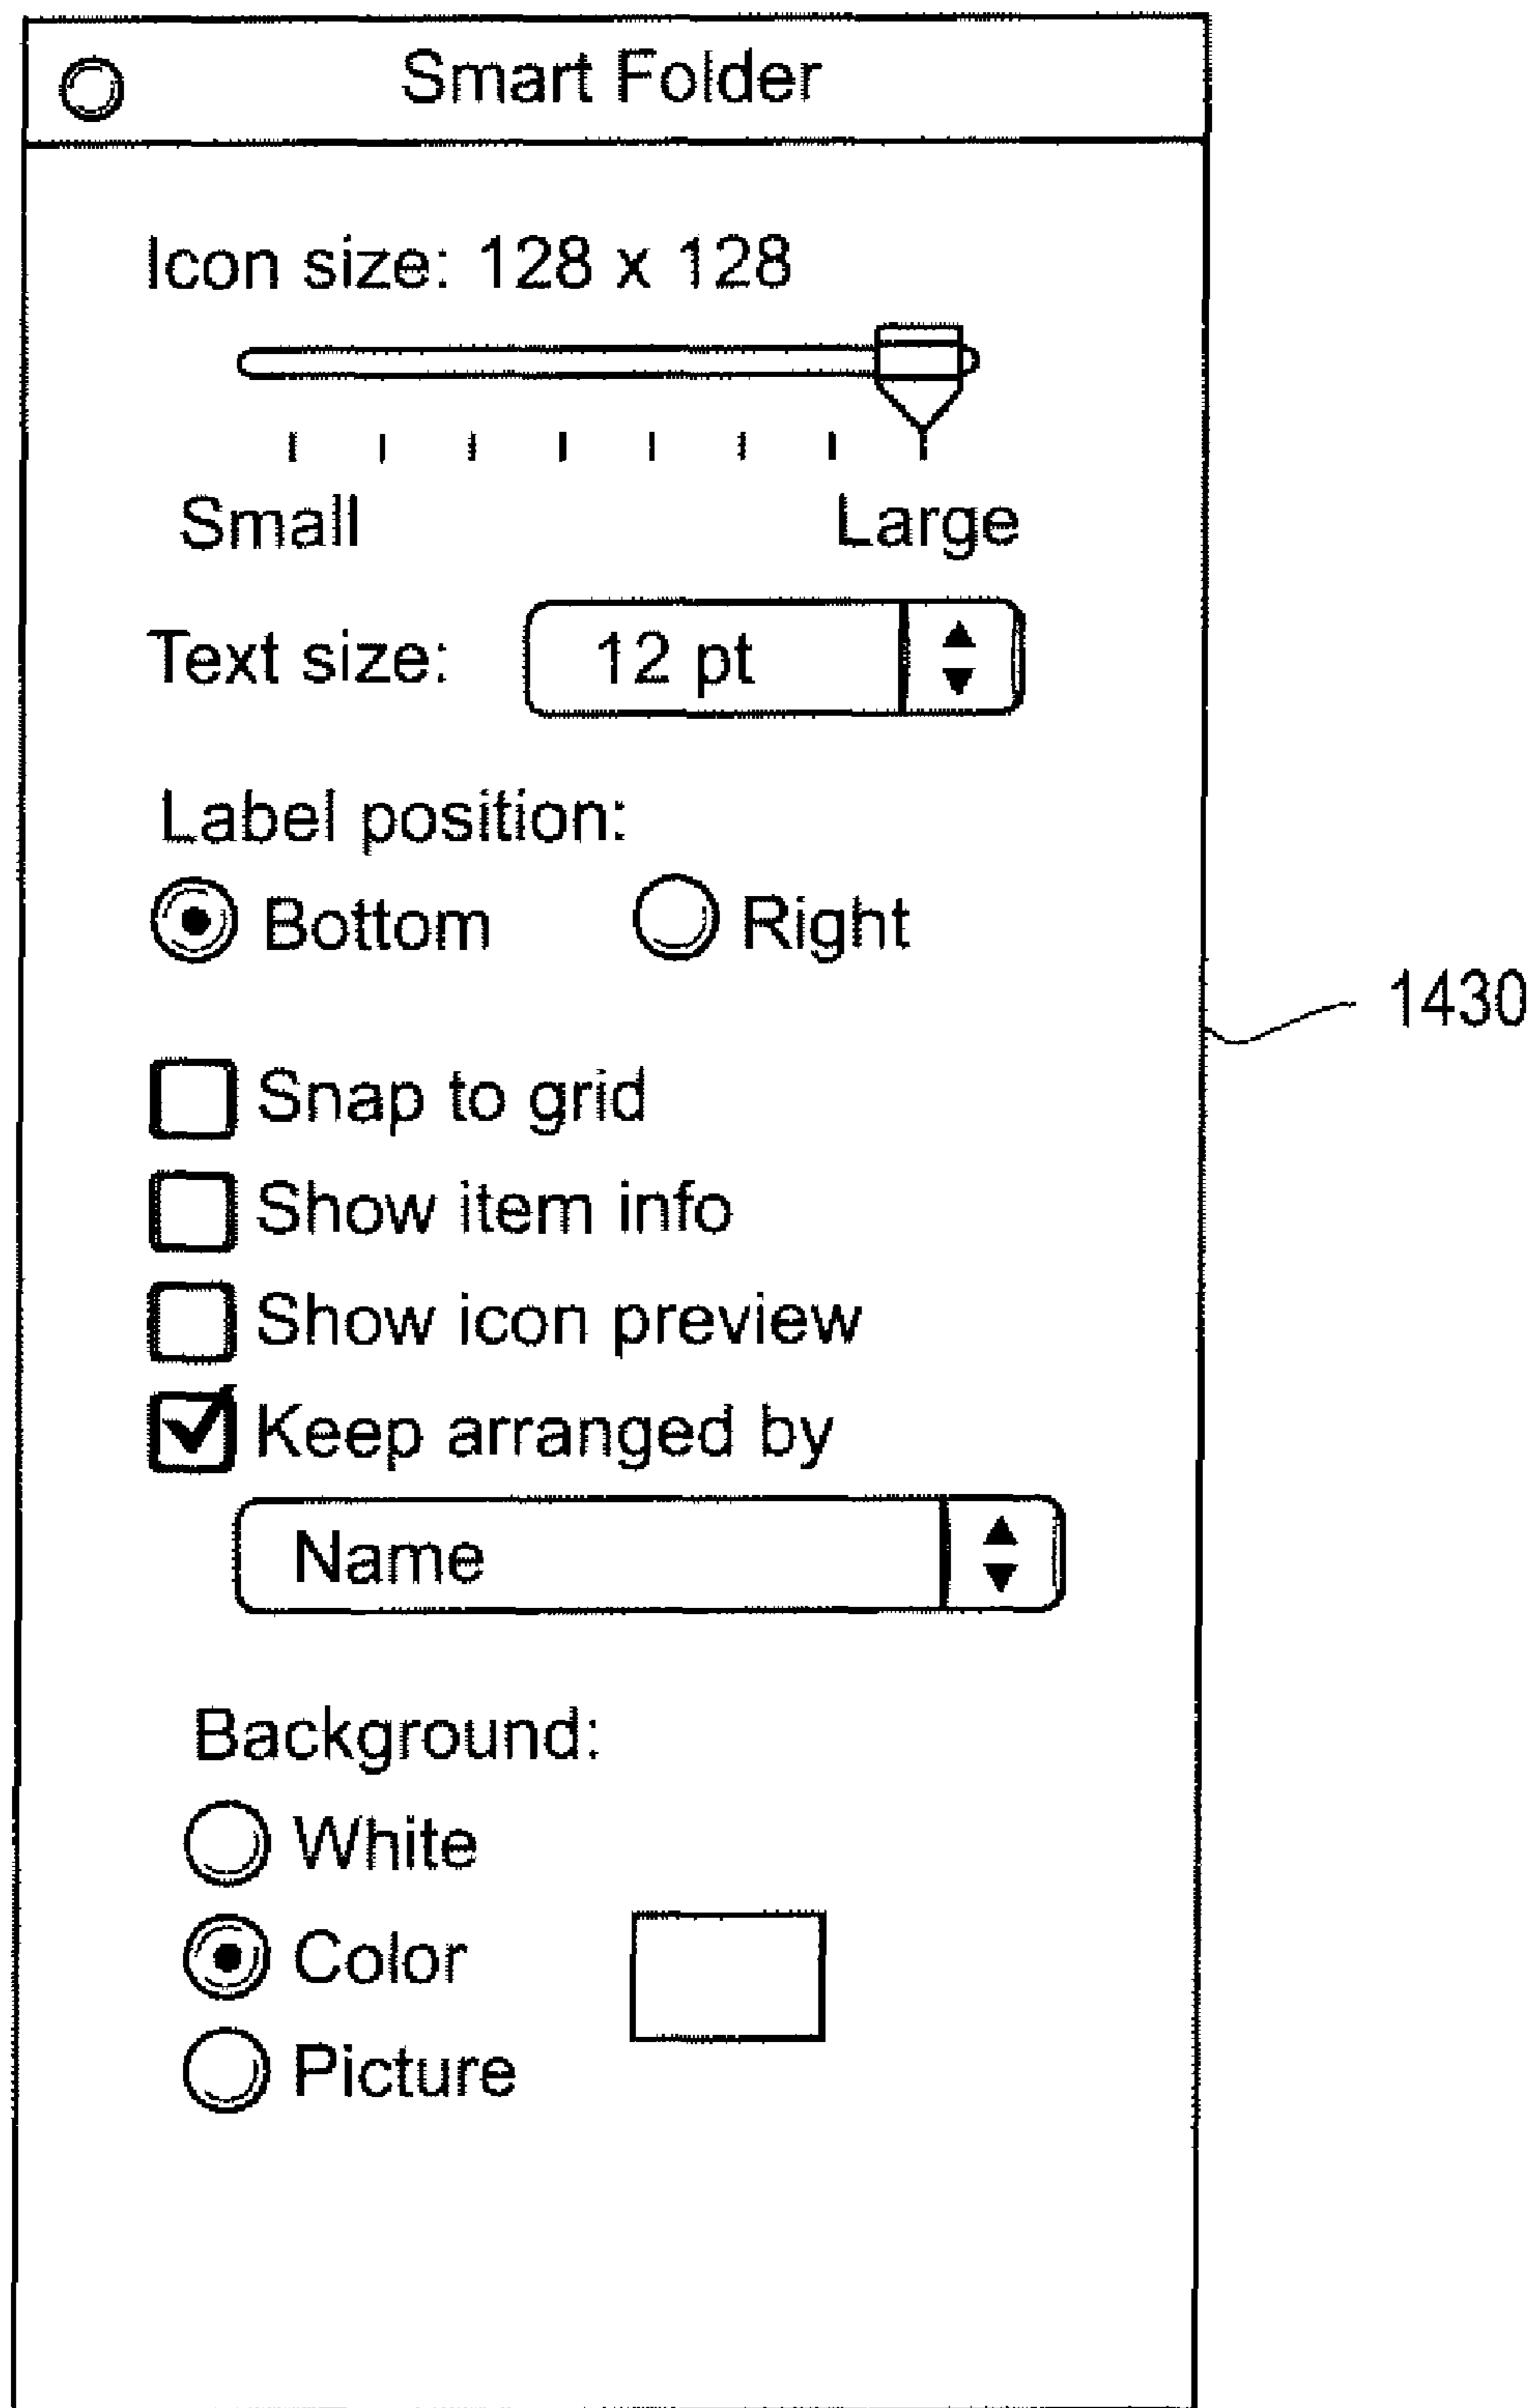 Smart Folder
Icon size: 128 x 128
Small Large
Text size: 12 pt
Label position:
Bottom Right
1430
Snap to grid
Show item info
Show icon preview
Keep arranged by
Name
Background:
White
Color
Picture